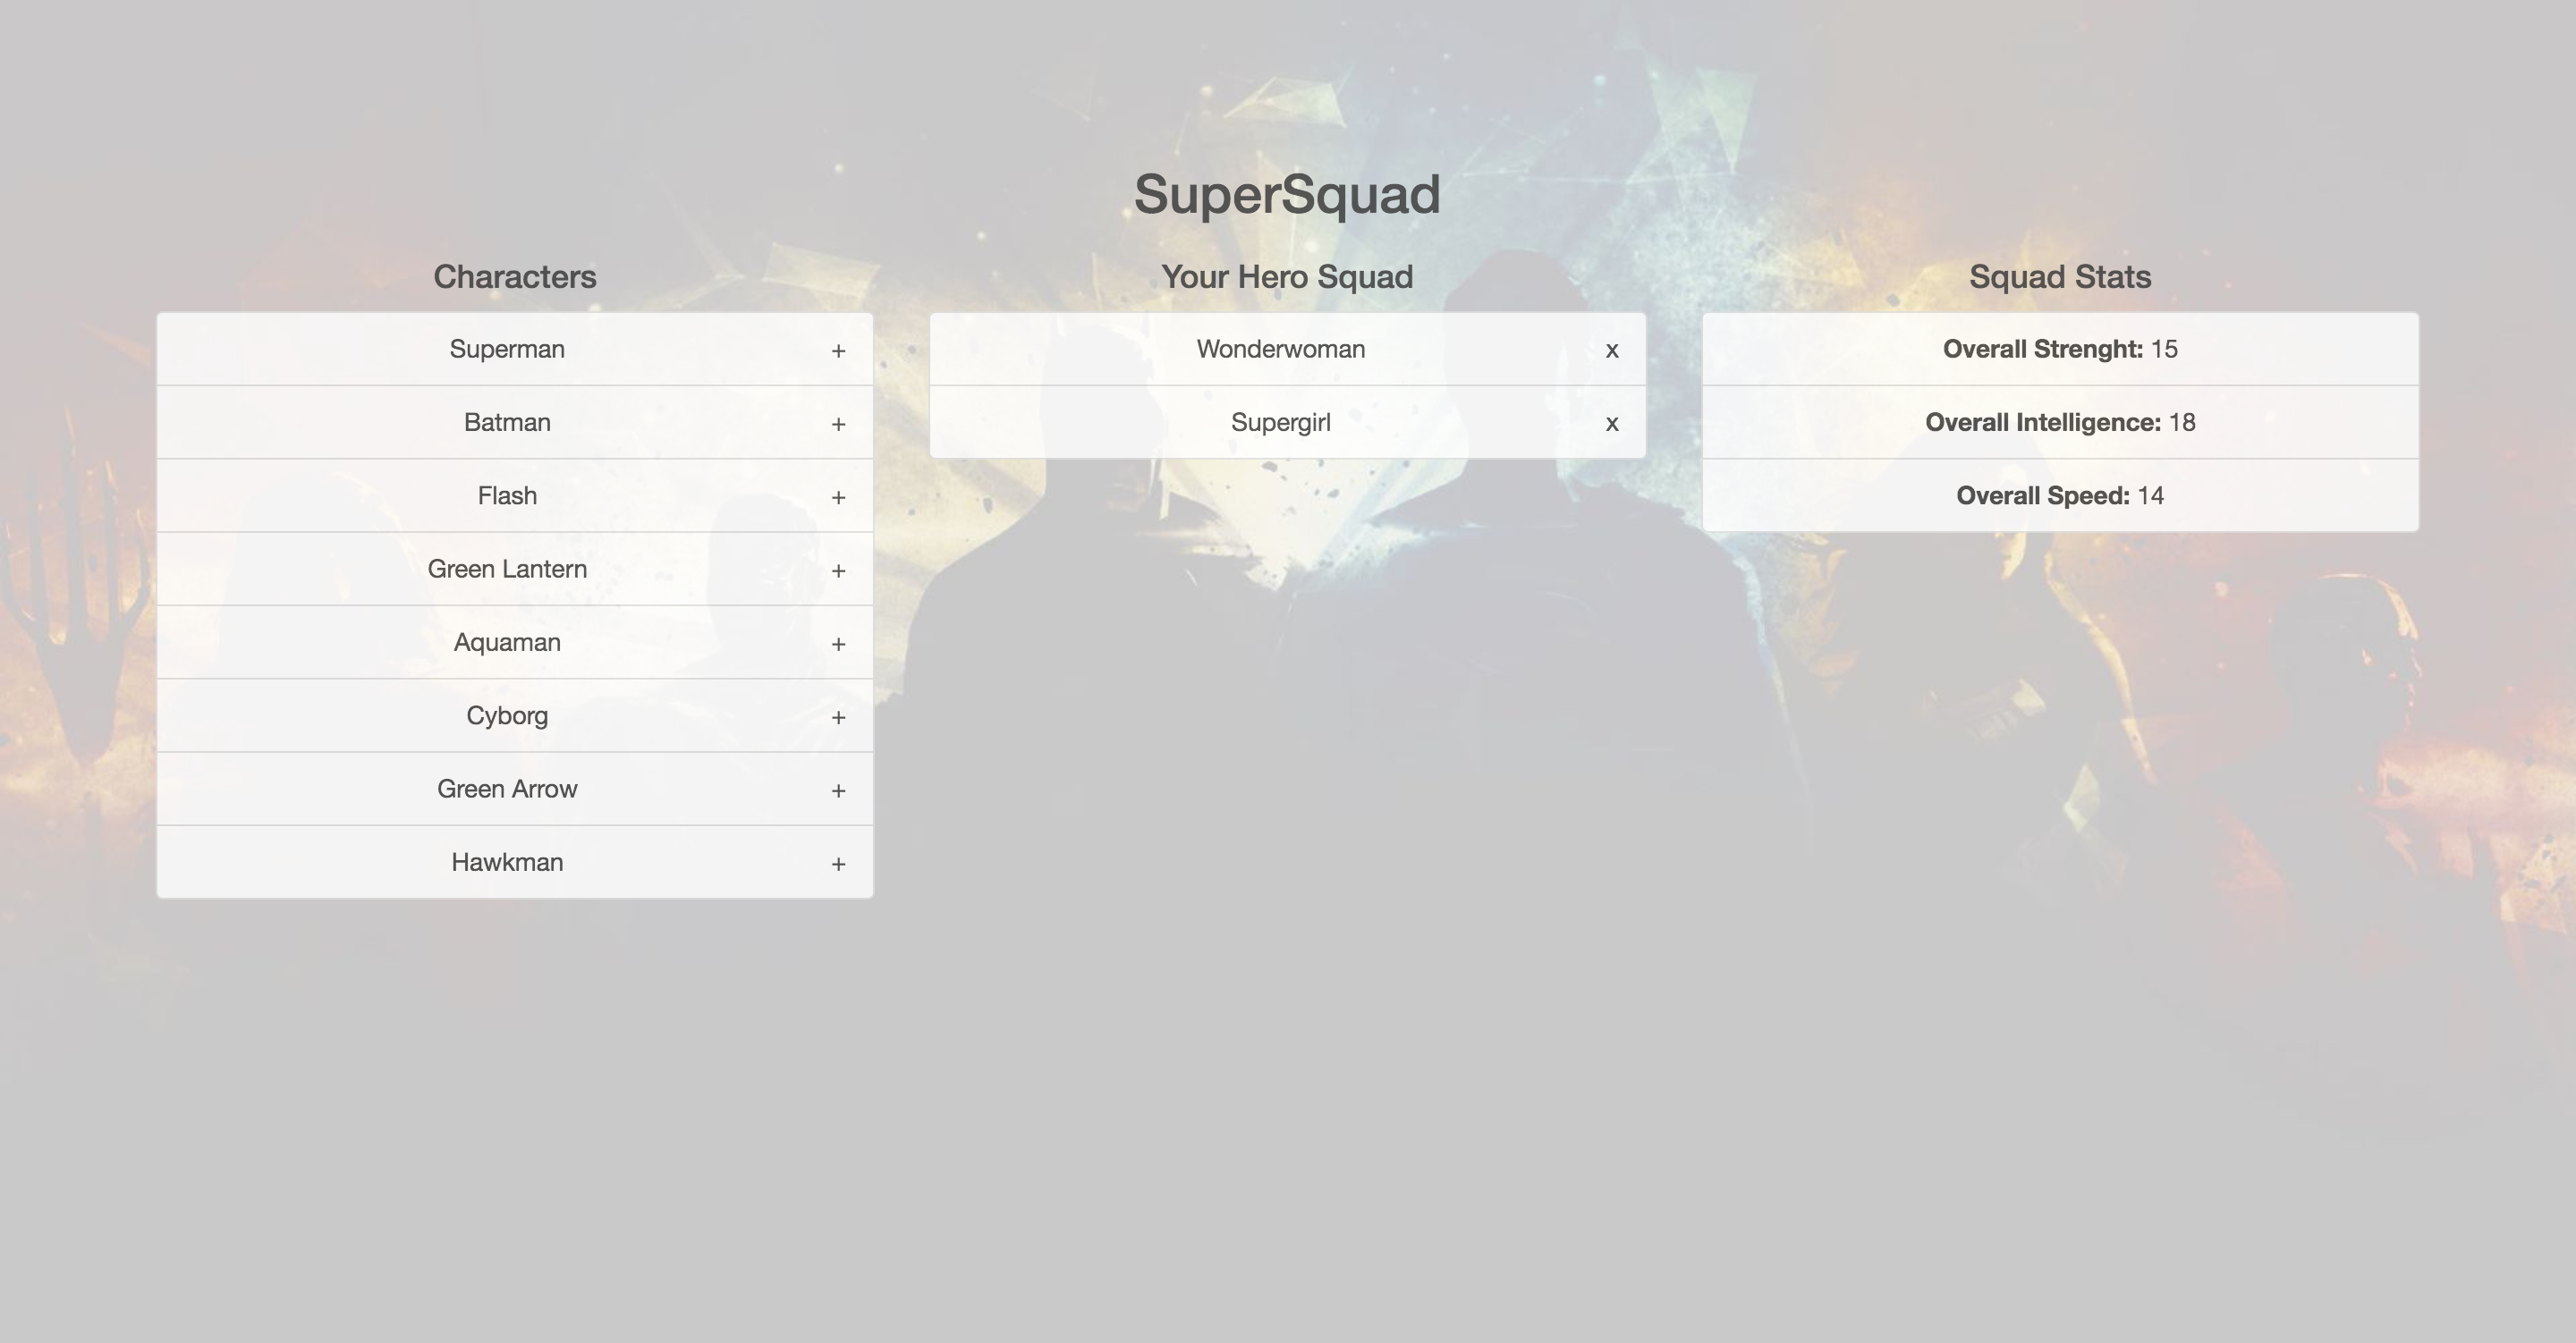 SuperSquad
Characters
Superman +
Batman +
Flash +
Green Lantern +
Aquaman +
Cyborg +
Green Arrow +
Hawkman +
Your Hero Squad
Wonderwoman x
Supergirl x
Squad Stats
Overall Strenght: 15
Overall Intelligence: 18
Overall Speed: 14